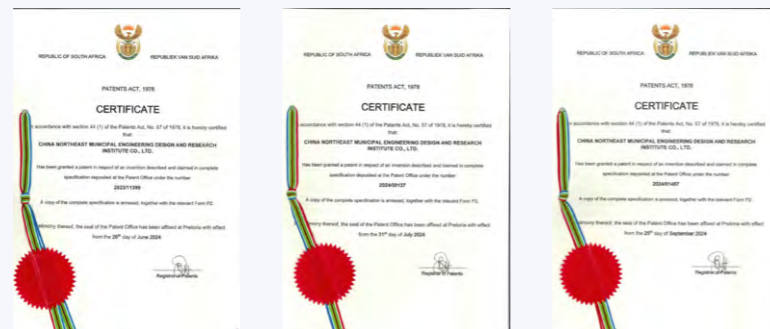 REPUBLIC OF SOUTH AFRICA
REPUBLIEK VAN SUID AFRIKA
PATENTS ACT, 1978
CERTIFICATE
accordance with section 44 (1) of the Patents Act, No. 57 of 1978, it is hereby certified
that:
CHINA NORTHEAST MUNICIPAL ENGINEERING DESIGN AND RESEARCH
INSTITUTE CO., LTD.
Has been granted a patent in respect of an invention described and claimed in complete
specification deposited at the Patent Office under the number
A copy of the complete specification is annexed, together with the relevant Form P2.
thereof, the seal of the Patent Office has been affixed at Pretoria with effect
from the 26th day of June 2024
Registrar of Patents
REPUBLIC OF SOUTH AFRICA
REPUBLIEK VAN SUID AFRIKA
PATENTS ACT, 1978
CERTIFICATE
accordance with section 44 (1) of the Patents Act, No. 57 of 1978, it is hereby certified
that:
CHINA NORTHEAST MUNICIPAL ENGINEERING DESIGN AND RESEARCH
INSTITUTE CO., LTD.
Has been granted a patent in respect of an invention described and claimed in complete
specification deposited at the Patent Office under the number
A copy of the complete specification is annexed, together with the relevant Form P2.
thereof, the seal of the Patent Office has been affixed at Pretoria with effect
from the 31st day of July 2024
Registrar of Patents
REPUBLIC OF SOUTH AFRICA
REPUBLIEK VAN SUID AFRIKA
PATENTS ACT, 1978
CERTIFICATE
accordance with section 44 (1) of the Patents Act, No. 57 of 1978, it is hereby certified
that:
CHINA NORTHEAST MUNICIPAL ENGINEERING DESIGN AND RESEARCH
INSTITUTE CO., LTD.
Has been granted a patent in respect of an invention described and claimed in complete
specification deposited at the Patent Office under the number
A copy of the complete specification is annexed, together with the relevant Form P2.
thereof, the seal of the Patent Office has been affixed at Pretoria with effect
from the 25th day of September 2024
Registrar of Patents